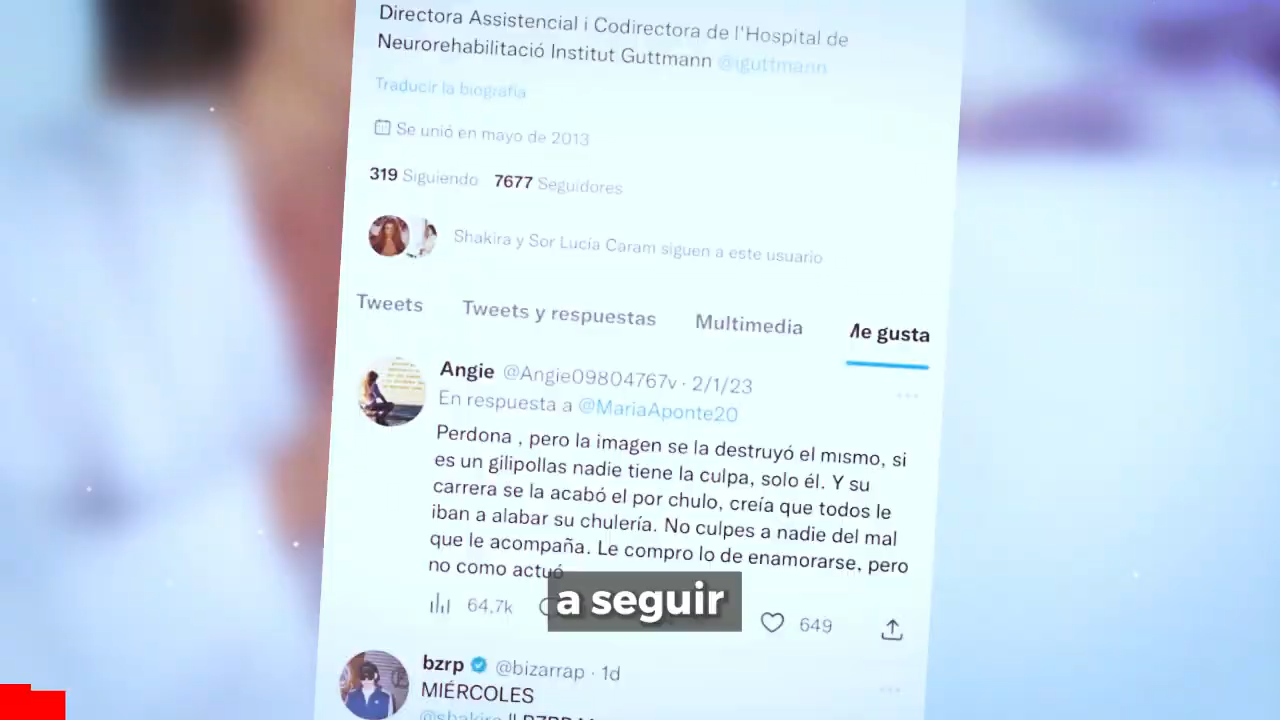 Directora Assistencial i Codirectora de l'Hospital de
Neurorehabilitació Institut Guttmann @iguttmann
Traducir la biografía
Se unió en mayo de 2013
319 Siguiendo 7677 Seguidores
Shakira y Sor Lucía Caram siguen a este usuario
Tweets Tweets y respuestas Multimedia Me gusta
Angie @Angie09804767v · 2/1/23
En respuesta a @MariaAponte20
Perdona , pero la imagen se la destruyó el mismo, si
es un gilipollas nadie tiene la culpa, solo él. Y su
carrera se la acabó el por chulo, creía que todos le
iban a alabar su chulería. No culpes a nadie del mal
que le acompaña. Le compro lo de enamorarse, pero
no como actuó
a seguir
64,7k 649
bzrp @bizarrap · 1d
MIÉRCOLES
@shakira || BZRP